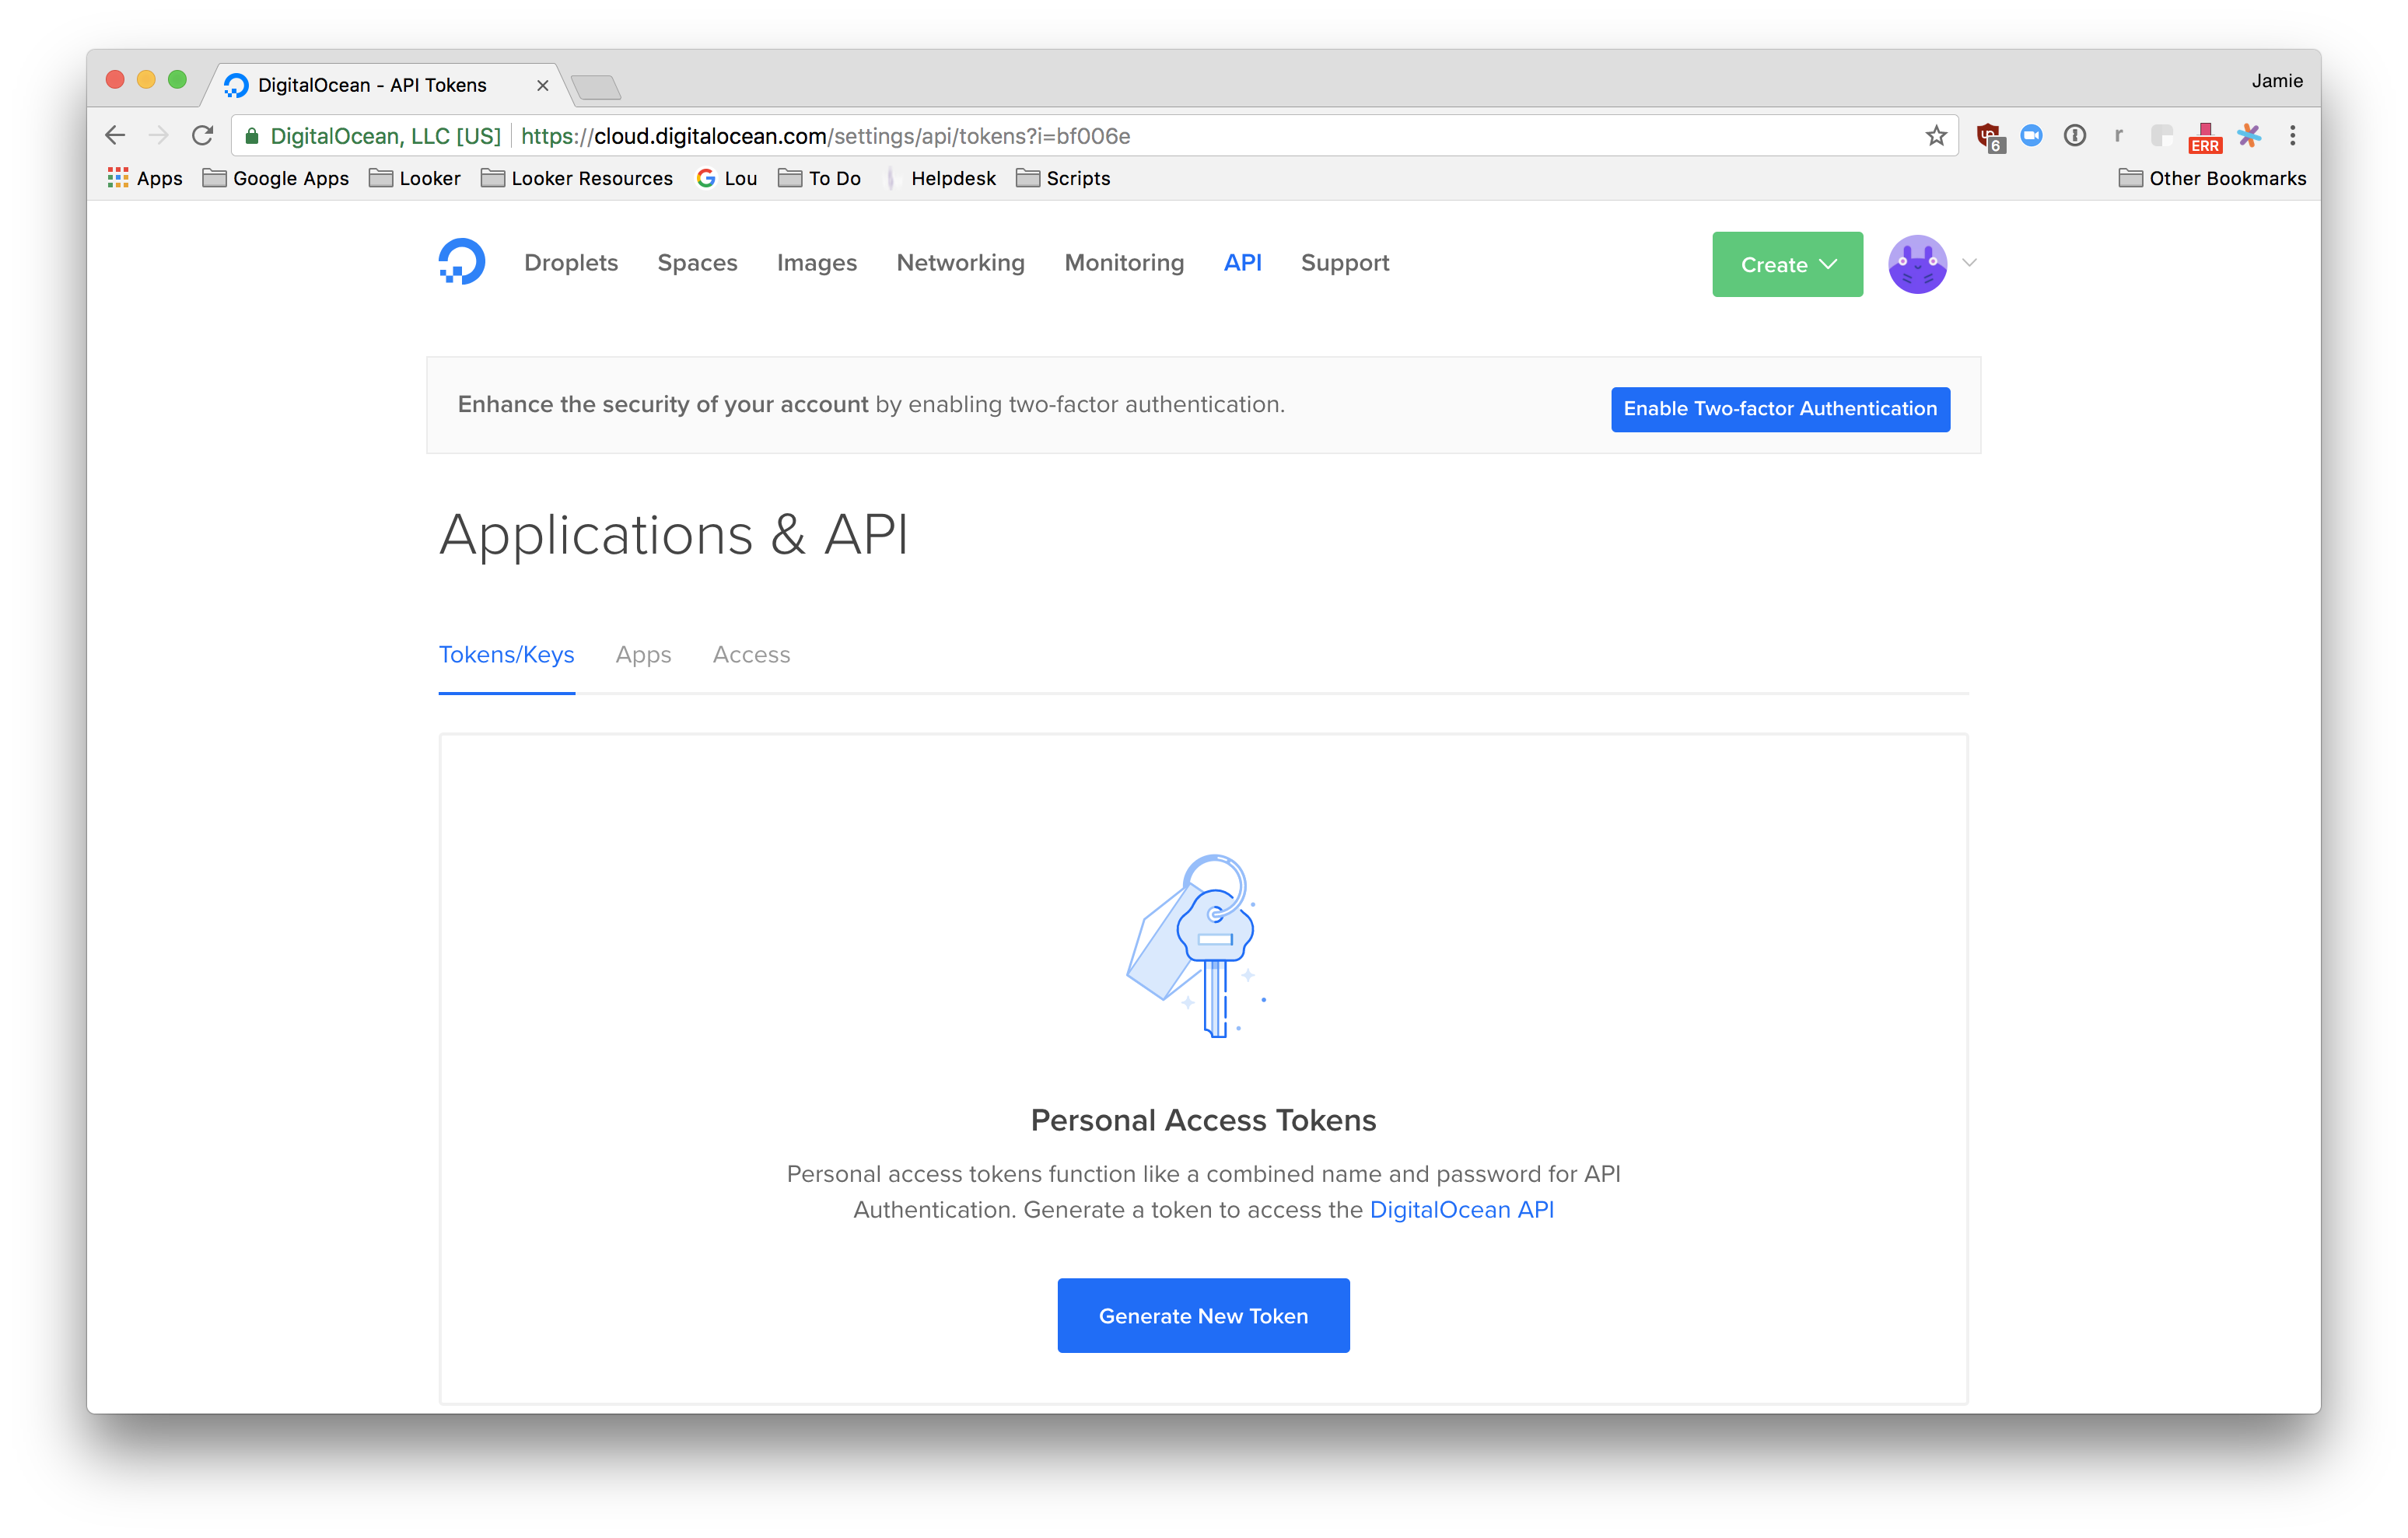 DigitalOcean - API Tokens
Jamie
DigitalOcean, LLC [US] https://cloud.digitalocean.com/settings/api/tokens?i=bf006e
6
r
ERR
Apps Google Apps Looker Looker Resources Lou To Do Helpdesk Scripts Other Bookmarks
Droplets Spaces Images Networking Monitoring API Support Create
Enhance the security of your account by enabling two-factor authentication. Enable Two-factor Authentication
Applications & API
Tokens/Keys Apps Access
Personal Access Tokens
Personal access tokens function like a combined name and password for API
Authentication. Generate a token to access the DigitalOcean API
Generate New Token